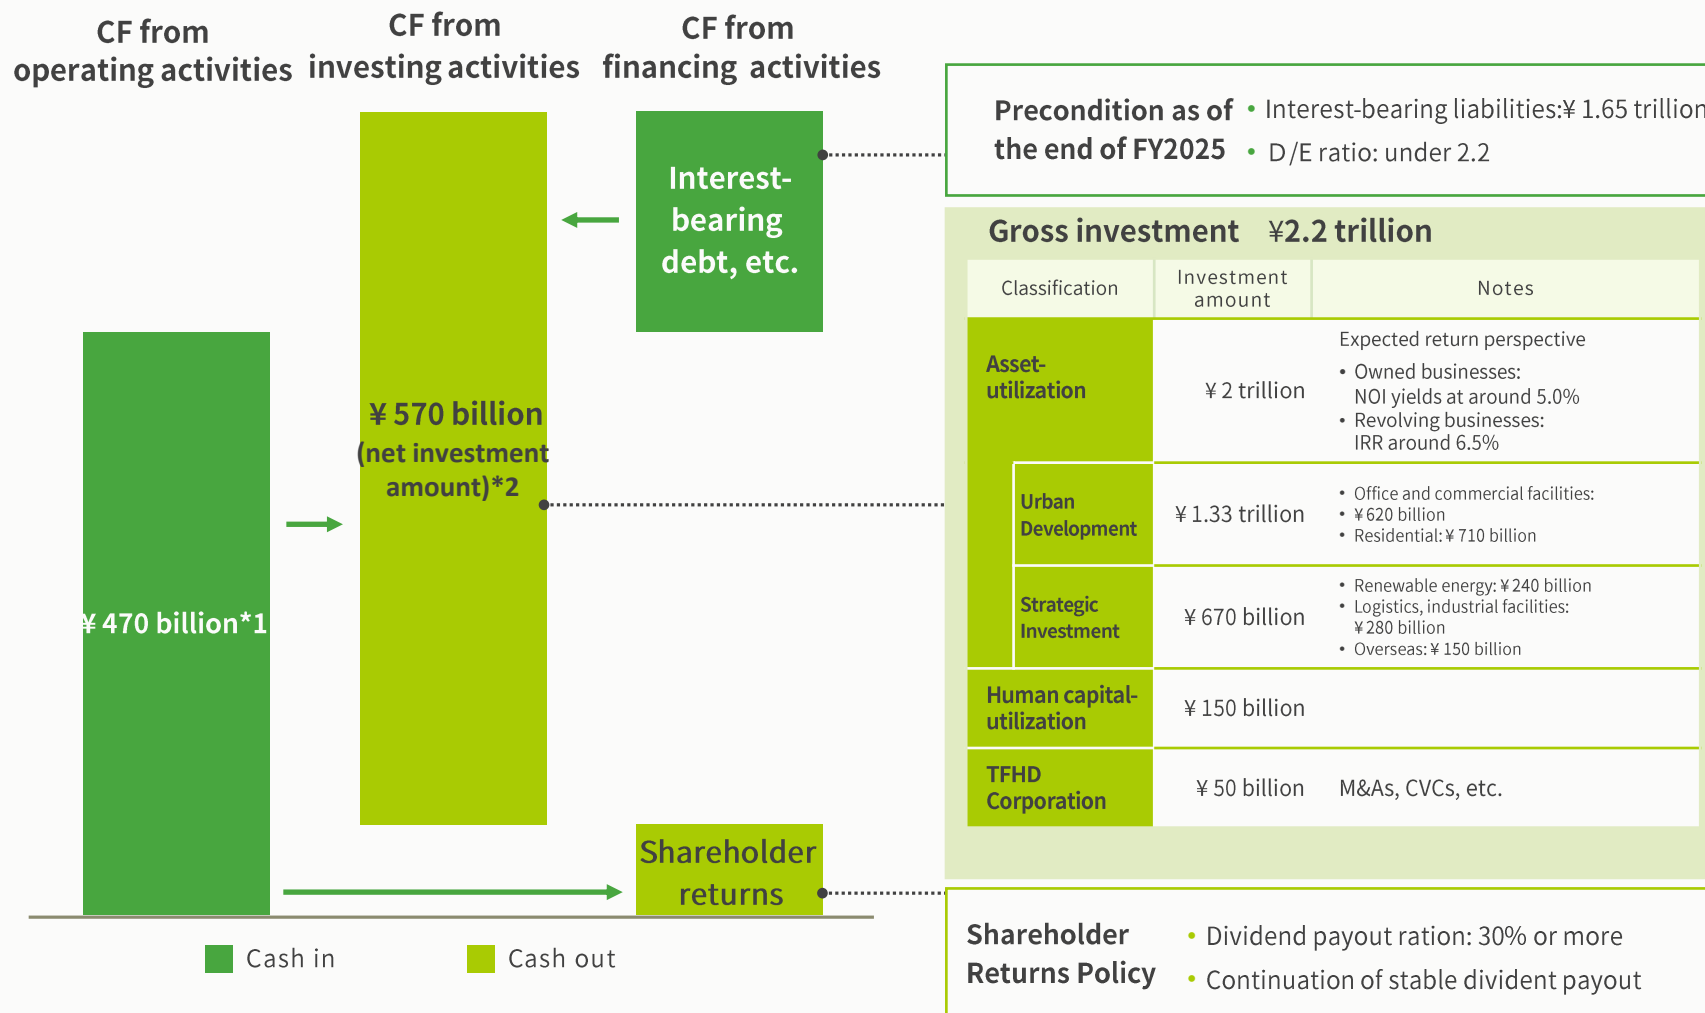 CF from
operating activities
CF from
investing activities
CF from
financing activities
Interest-
bearing
debt, etc.
¥ 570 billion
(net investment
amount)*2
¥ 470 billion*1
Shareholder
returns
Cash in
Cash out
Precondition as of
the end of FY2025
• Interest-bearing liabilities:¥ 1.65 trillion
• D/E ratio: under 2.2
Gross investment ¥2.2 trillion
Classification
Investment
amount
Notes
Asset-
utilization
¥ 2 trillion
Expected return perspective
• Owned businesses:
NOI yields at around 5.0%
• Revolving businesses:
IRR around 6.5%
Urban
Development
¥ 1.33 trillion
• Office and commercial facilities:
• ¥ 620 billion
• Residential: ¥ 710 billion
Strategic
Investment
¥ 670 billion
• Renewable energy: ¥ 240 billion
• Logistics, industrial facilities:
¥ 280 billion
• Overseas: ¥ 150 billion
Human capital-
utilization
¥ 150 billion
TFHD
Corporation
¥ 50 billion
M&As, CVCs, etc.
Shareholder
Returns Policy
• Dividend payout ration: 30% or more
• Continuation of stable divident payout